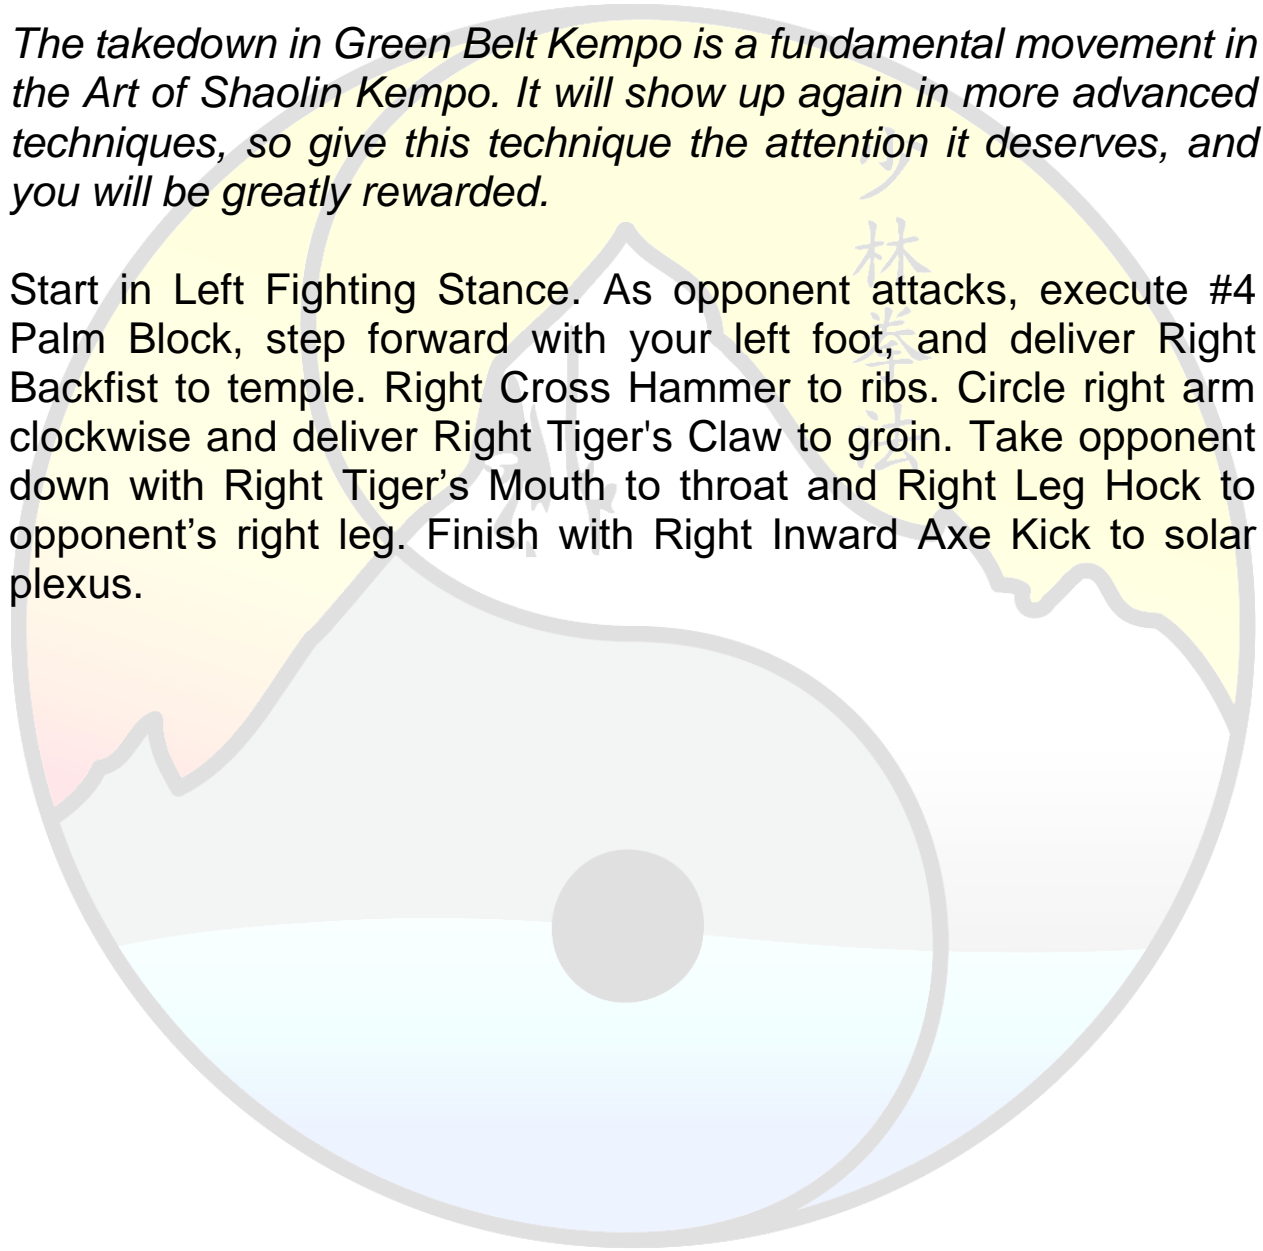 The takedown in Green Belt Kempo is a fundamental movement in
the Art of Shaolin Kempo. It will show up again in more advanced
techniques, so give this technique the attention it deserves, and
you will be greatly rewarded.
Start in Left Fighting Stance. As opponent attacks, execute #4
Palm Block, step forward with your left foot, and deliver Right
Backfist to temple. Right Cross Hammer to ribs. Circle right arm
clockwise and deliver Right Tiger's Claw to groin. Take opponent
down with Right Tiger’s Mouth to throat and Right Leg Hock to
opponent’s right leg. Finish with Right Inward Axe Kick to solar
plexus.
少
林
拳
法